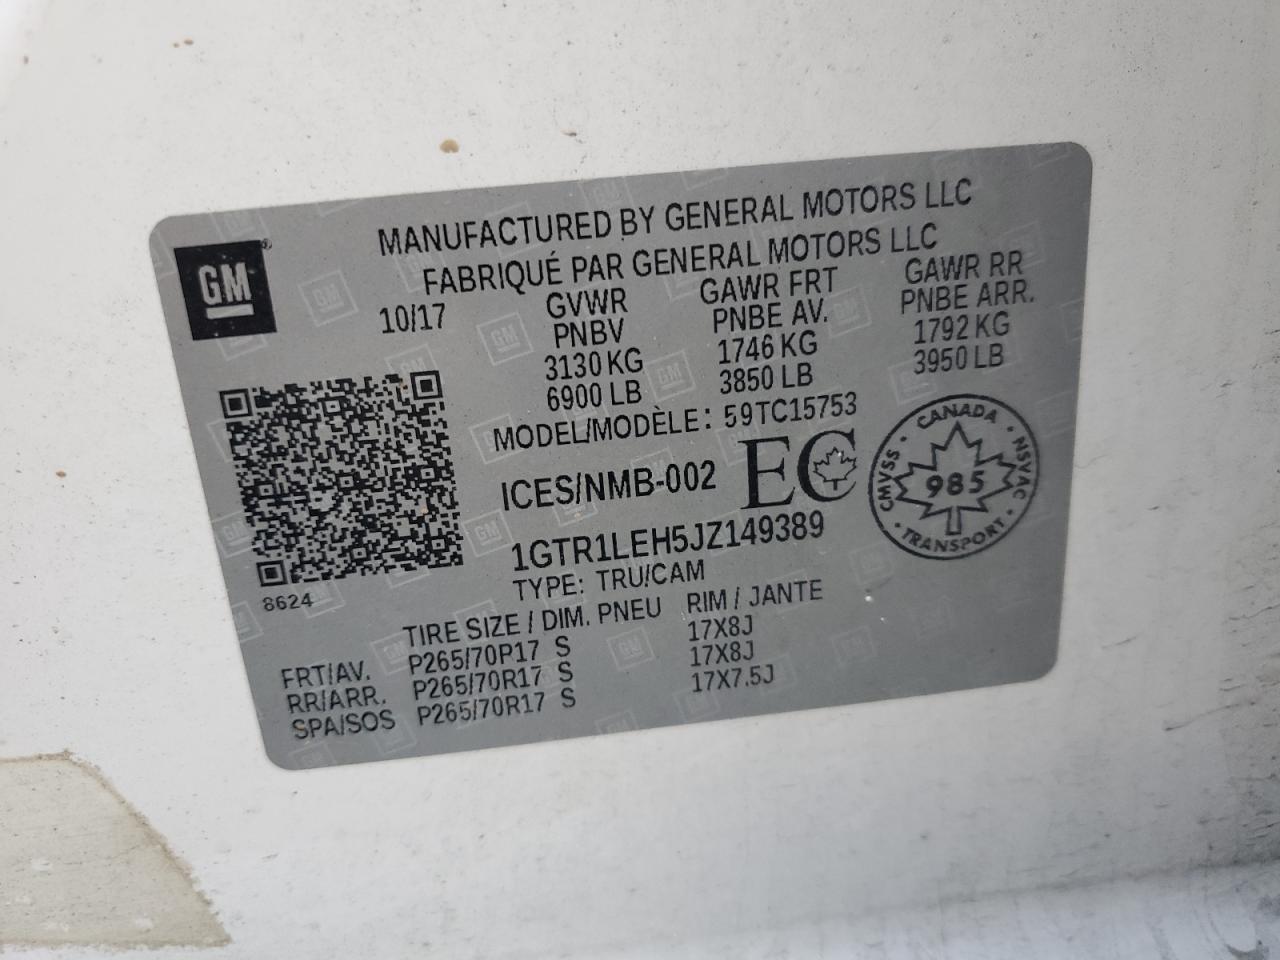 GM®
MANUFACTURED BY GENERAL MOTORS LLC
FABRIQUÉ PAR GENERAL MOTORS LLC
10/17 GVWR GAWR FRT GAWR RR
PNBV PNBE AV. PNBE ARR.
3130 KG 1746 KG 1792 KG
6900 LB 3850 LB 3950 LB
MODEL/MODÈLE: 59TC15753
ICES/NMB-002 EC
CANADA
CMVSS 985 NSVAC
TRANSPORT
1GTR1LEH5JZ149389
TYPE: TRU/CAM
8624
TIRE SIZE / DIM. PNEU RIM / JANTE
FRT/AV. P265/70R17 S 17X8J
RR/ARR. P265/70R17 S 17X8J
SPA/SOS P265/70R17 S 17X7.5J